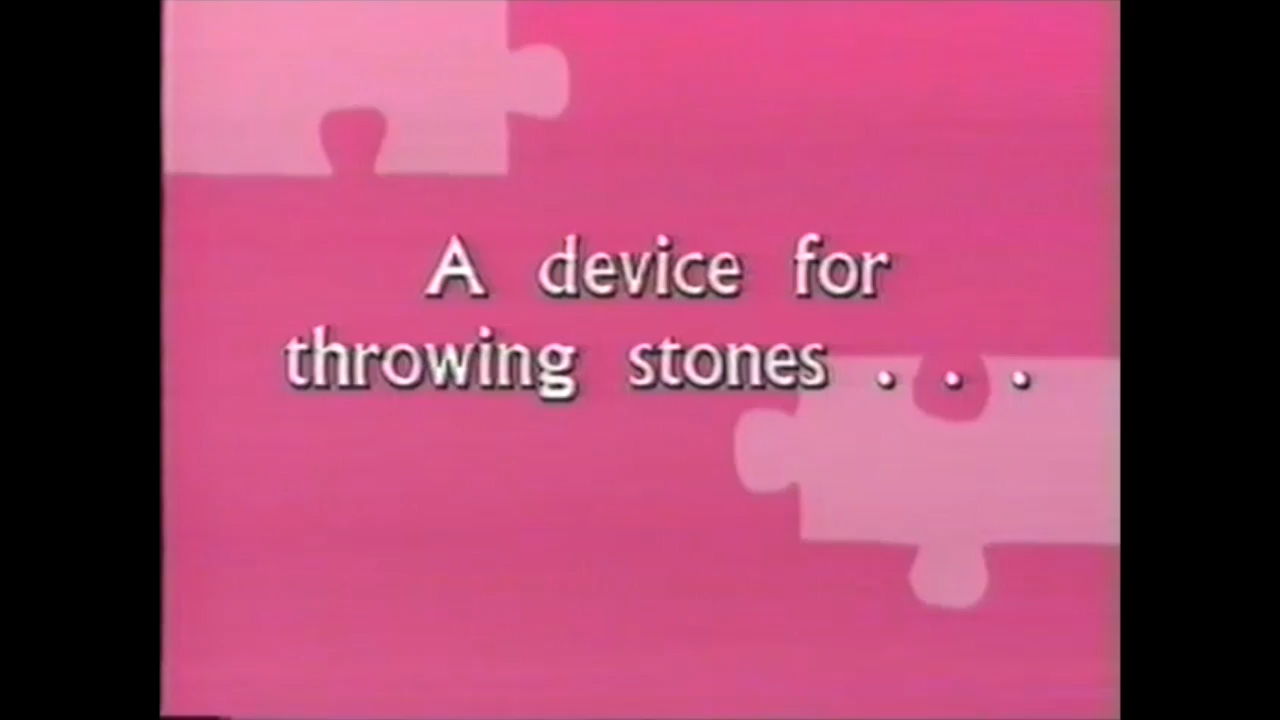 A device for
throwing stones . . .